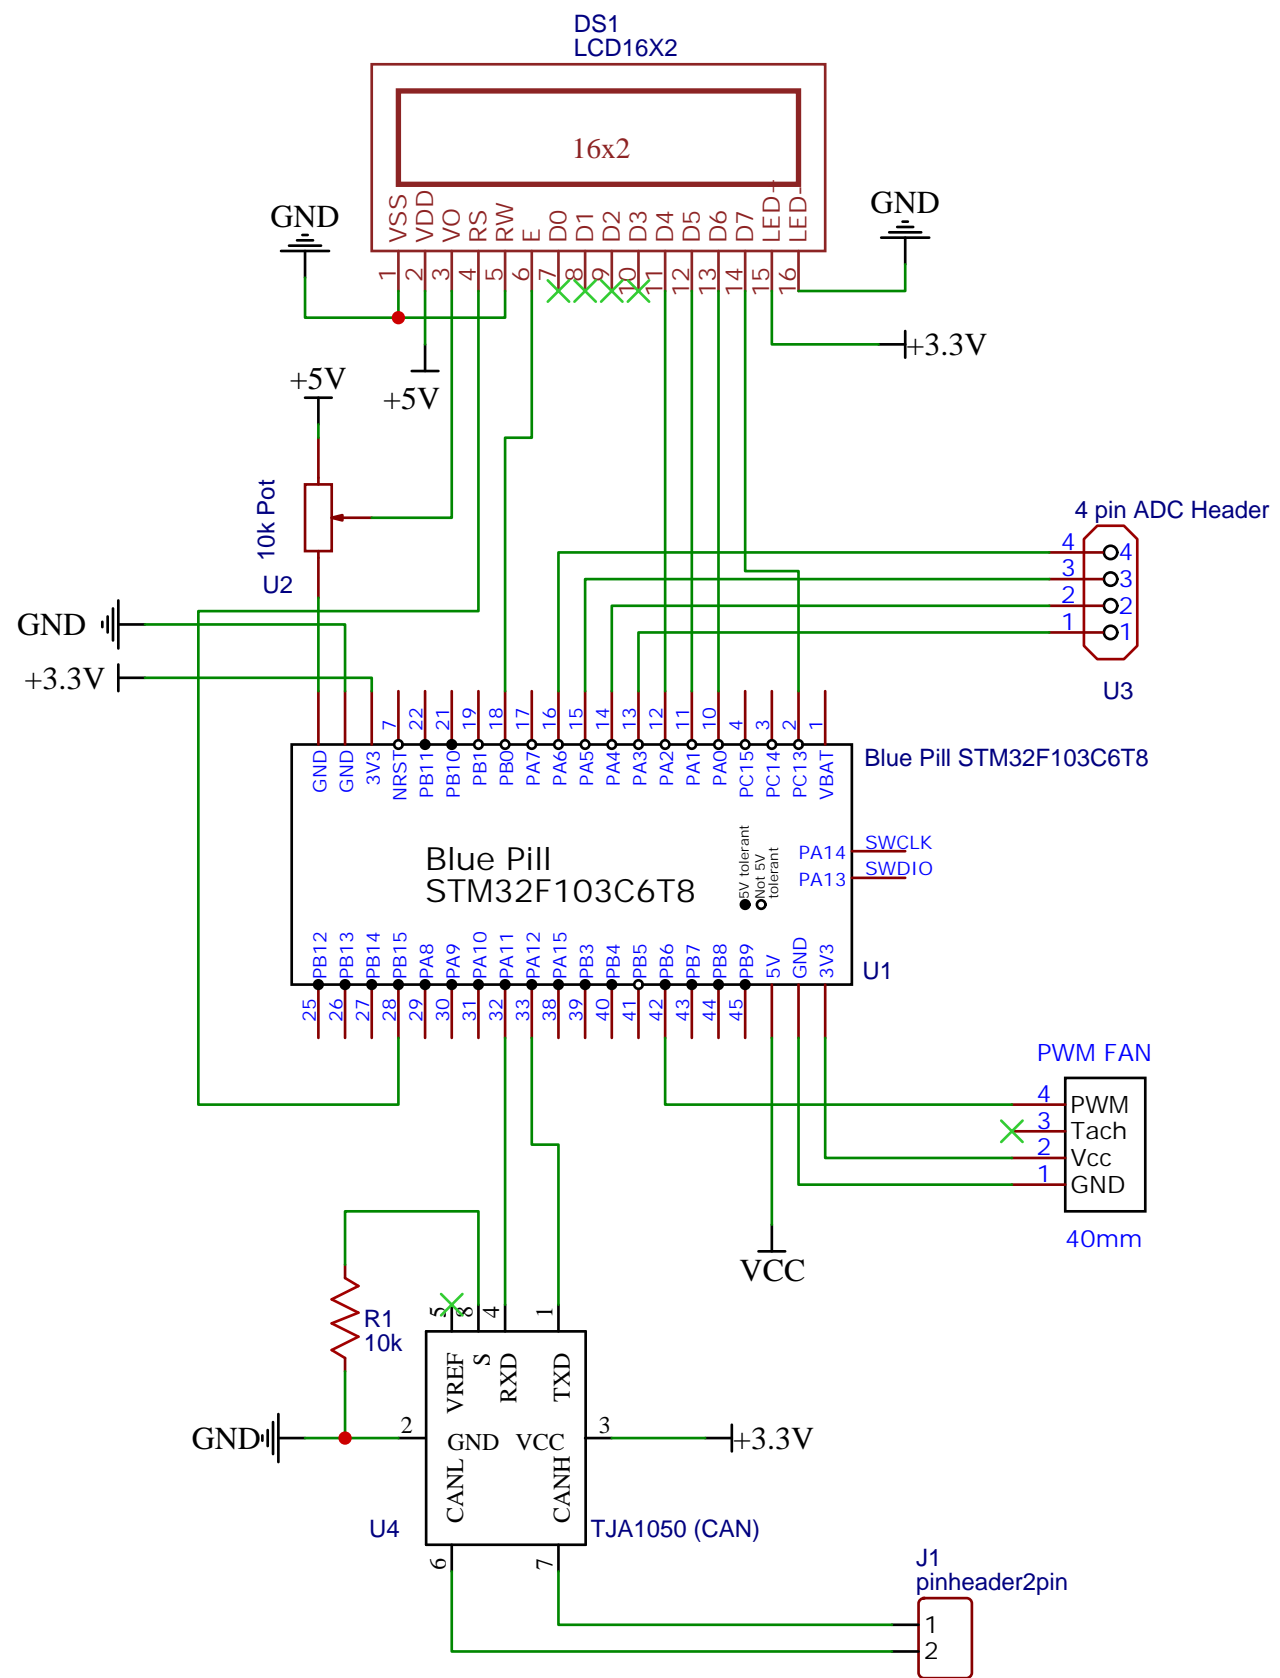 DS1
LCD16X2
16x2
VSS
VDD
VO
RS
RW
E
D0
D1
D2
D3
D4
D5
D6
D7
LED+
LED-
1
2
3
4
5
6
7
8
9
10
11
12
13
14
15
16
GND
GND
+3.3V
+5V
+5V
10k Pot
U2
4 pin ADC Header
4
4
3
3
2
2
1
1
U3
GND
+3.3V
7
22
21
19
18
17
16
15
14
13
12
11
10
4
3
2
1
GND
GND
3V3
NRST
PB11
PB10
PB1
PB0
PA7
PA6
PA5
PA4
PA3
PA2
PA1
PA0
PC15
PC14
PC13
VBAT
Blue Pill STM32F103C6T8
Blue Pill
STM32F103C6T8
5V tolerant
Not 5V
tolerant
PA14
SWCLK
PA13
SWDIO
U1
PB12
PB13
PB14
PB15
PA8
PA9
PA10
PA11
PA12
PA15
PB3
PB4
PB5
PB6
PB7
PB8
PB9
5V
GND
3V3
25
26
27
28
29
30
31
32
33
38
39
40
41
42
43
44
45
PWM FAN
4
PWM
3
Tach
2
Vcc
1
GND
40mm
VCC
R1
10k
5
8
4
1
VREF
S
RXD
TXD
GND
2
GND
VCC
3
+3.3V
CANL
CANH
U4
TJA1050 (CAN)
6
7
J1
pinheader2pin
1
2